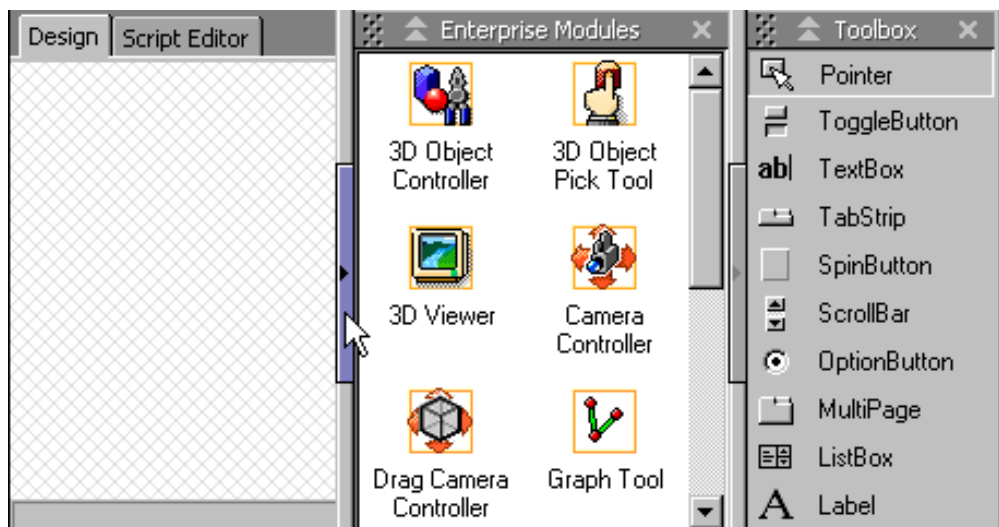 Design
Script Editor
Enterprise Modules
3D Object
Controller
3D Object
Pick Tool
3D Viewer
Camera
Controller
Drag Camera
Controller
Graph Tool
Toolbox
Pointer
ToggleButton
ab TextBox
TabStrip
SpinButton
ScrollBar
OptionButton
MultiPage
ListBox
A Label